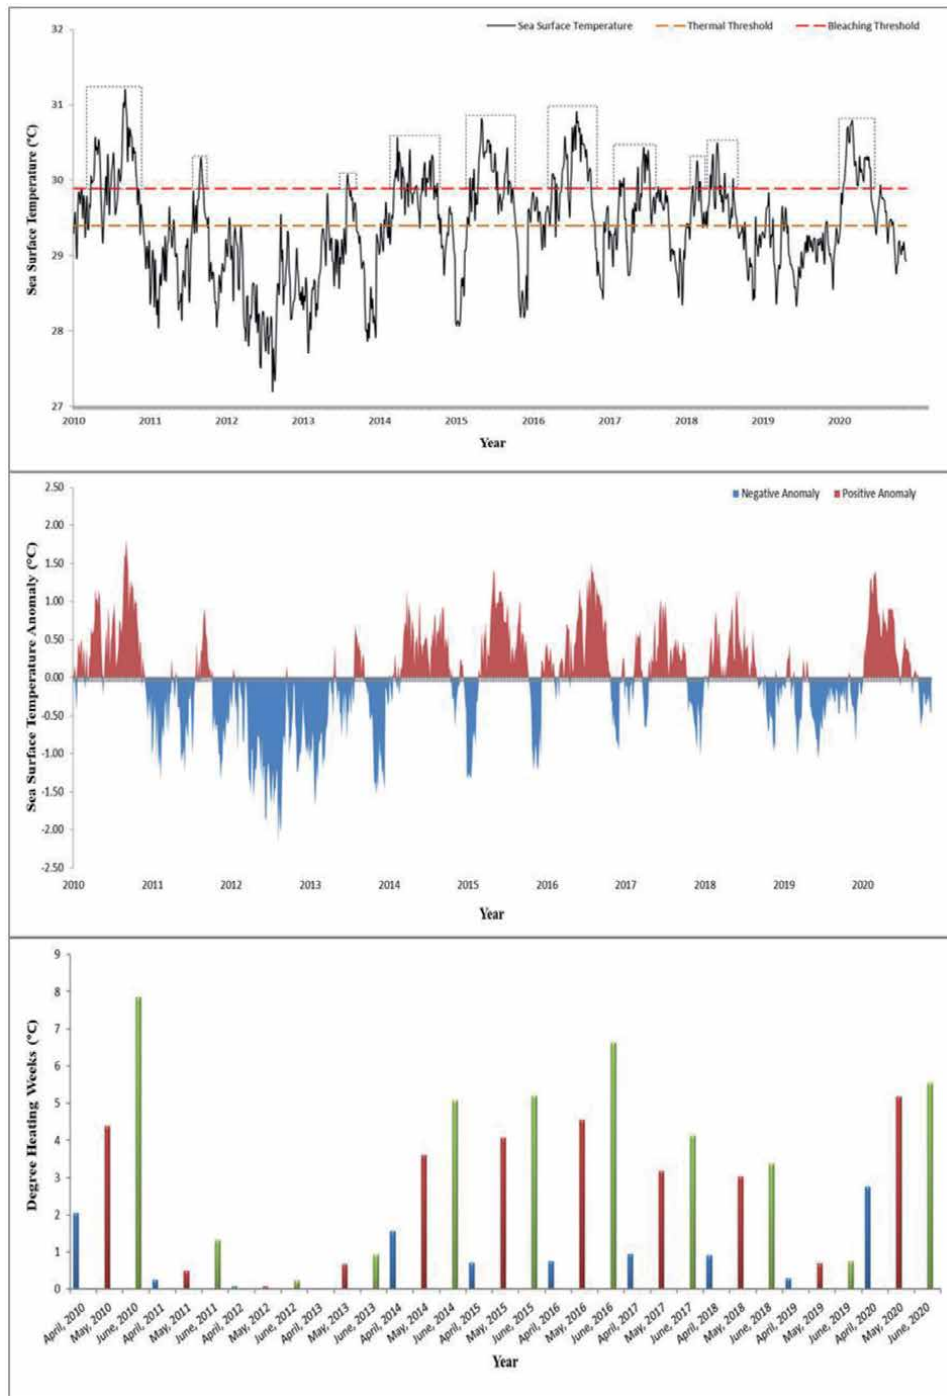 32
Sea Surface Temperature Thermal Threshold Bleaching Threshold
31
30
29
28
27
Sea Surface Temperature (°C)
2010 2011 2012 2013 2014 2015 2016 2017 2018 2019 2020
Year
2.50
Negative Anomaly Positive Anomaly
2.00
1.50
1.00
0.50
0.00
-0.50
-1.00
-1.50
-2.00
-2.50
Sea Surface Temperature Anomaly (°C)
2010 2011 2012 2013 2014 2015 2016 2017 2018 2019 2020
Year
9
8
7
6
5
4
3
2
1
0
Degree Heating Weeks (°C)
April, 2010
May, 2010
June, 2010
April, 2011
May, 2011
June, 2011
April, 2012
May, 2012
June, 2012
April, 2013
May, 2013
June, 2013
April, 2014
May, 2014
June, 2014
April, 2015
May, 2015
June, 2015
April, 2016
May, 2016
June, 2016
April, 2017
May, 2017
June, 2017
April, 2018
May, 2018
June, 2018
April, 2019
May, 2019
June, 2019
April, 2020
May, 2020
June, 2020
Year